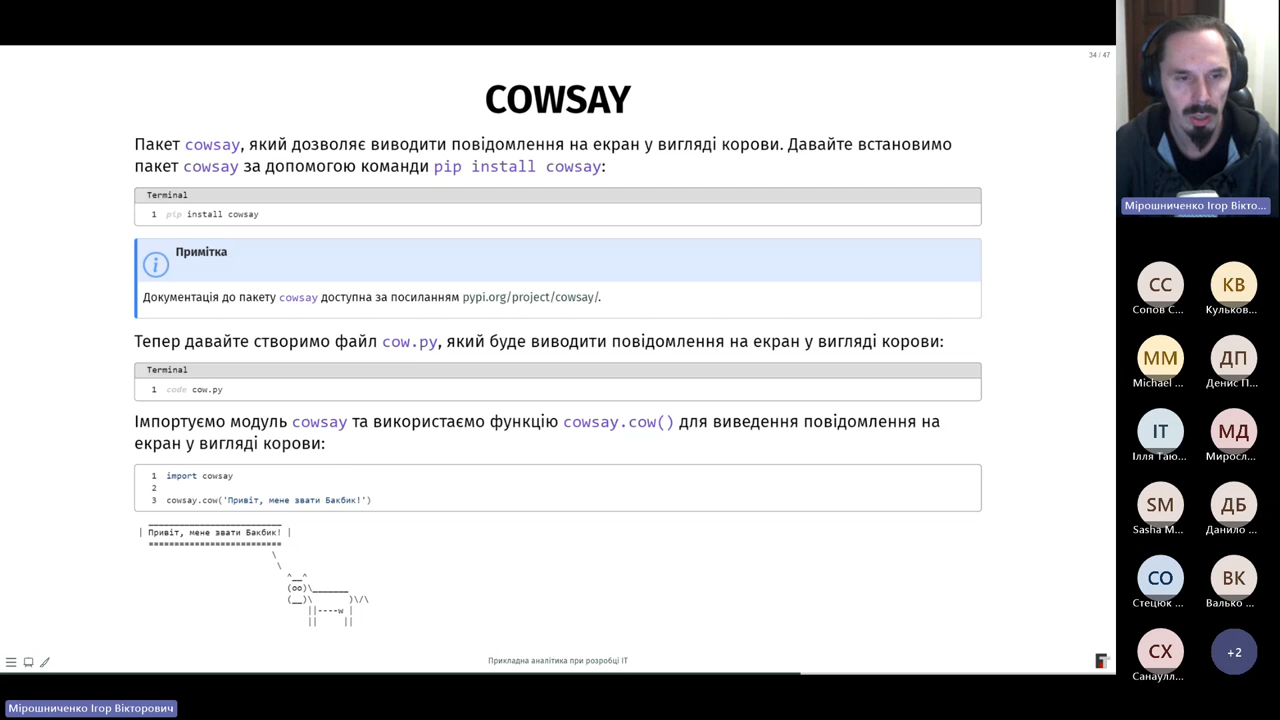 34 / 47
COWSAY
Пакет cowsay, який дозволяє виводити повідомлення на екран у вигляді корови. Давайте встановимо
пакет cowsay за допомогою команди pip install cowsay:
Terminal
1 pip install cowsay
Примітка
Документація до пакету cowsay доступна за посиланням pypi.org/project/cowsay/.
Тепер давайте створимо файл cow.py, який буде виводити повідомлення на екран у вигляді корови:
Terminal
1 code cow.py
Імпортуємо модуль cowsay та використаємо функцію cowsay.cow() для виведення повідомлення на
екран у вигляді корови:
1 import cowsay
2
3 cowsay.cow('Привіт, мене звати Бакбик!')
| Привіт, мене звати Бакбик! |
==========================
\
\
^__^
(oo)\_______
(__)\       )\/\
||----w |
||     ||
Прикладна аналітика при розробці IT
Мірошниченко Ігор Вікторович
Мірошниченко Ігор Вікто...
СС
Сопов С...
КВ
Кульков...
MM
Michael ...
ДП
Денис П...
ІТ
Ілля Таю...
МД
Миросл...
SM
Sasha M...
ДБ
Данило ...
СО
Стецюк ...
ВК
Валько ...
СХ
Санаулл...
+2